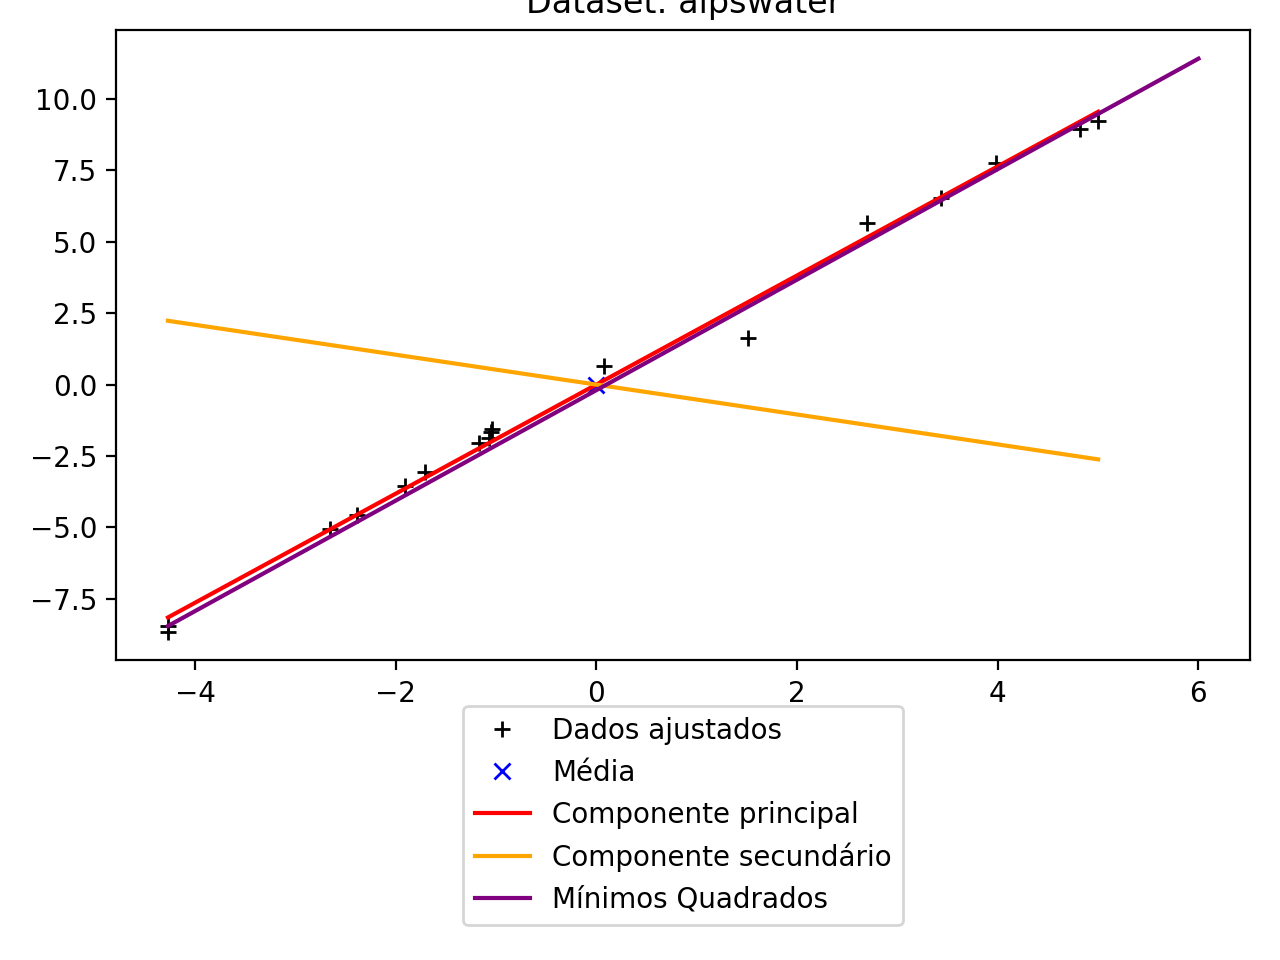 Dataset: alpswater
10.0
7.5
5.0
2.5
0.0
−2.5
−5.0
−7.5
−4 −2 0 2 4 6
Dados ajustados
Média
Componente principal
Componente secundário
Mínimos Quadrados